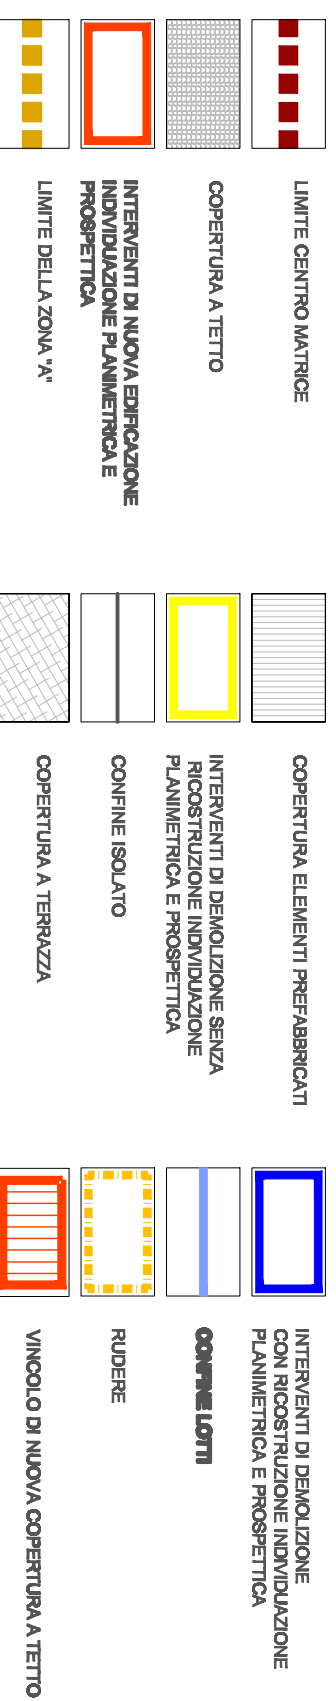 LIMITE CENTRO MATRICE
COPERTURA A TETTO
INTERVENTI DI NUOVA EDIFICAZIONE
INDIVIDUAZIONE PLANIMETRICA E
PROSPETTICA
LIMITE DELLA ZONA "A"
COPERTURA ELEMENTI PREFABBRICATI
INTERVENTI DI DEMOLIZIONE SENZA
RICOSTRUZIONE INDIVIDUAZIONE
PLANIMETRICA E PROSPETTICA
CONFINE ISOLATO
COPERTURA A TERRAZZA
INTERVENTI DI DEMOLIZIONE
CON RICOSTRUZIONE INDIVIDUAZIONE
PLANIMETRICA E PROSPETTICA
CONFINE LOTTI
RUDERE
VINCOLO DI NUOVA COPERTURA A TETTO